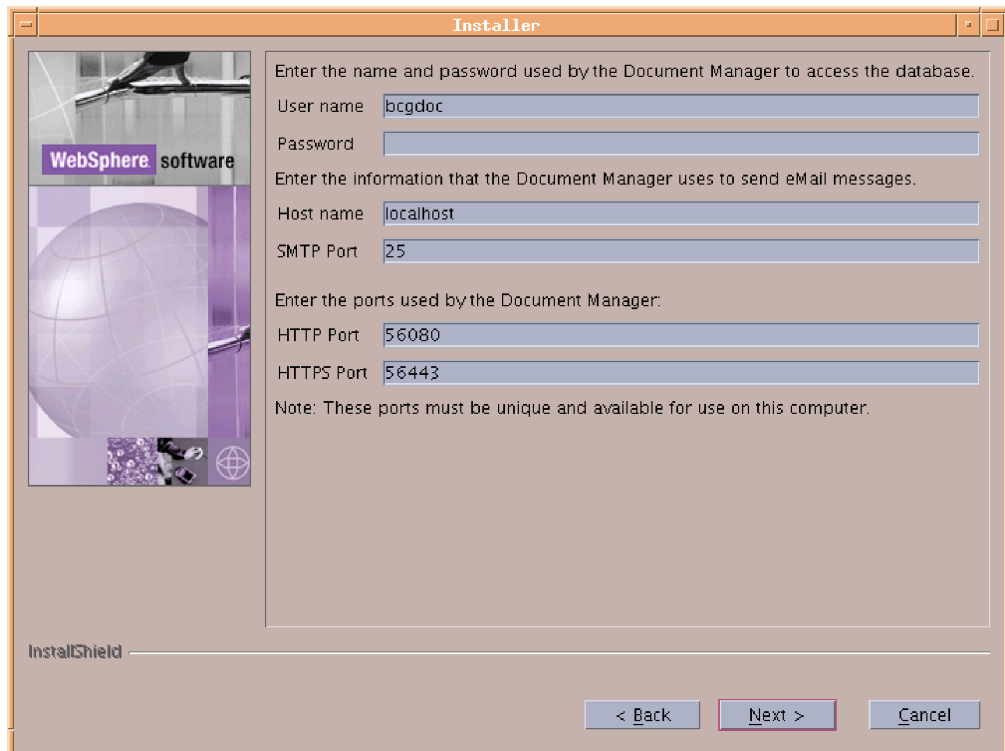 Installer
WebSphere software
Enter the name and password used by the Document Manager to access the database.
User name bcgdoc
Password
Enter the information that the Document Manager uses to send eMail messages.
Host name localhost
SMTP Port 25
Enter the ports used by the Document Manager:
HTTP Port 56080
HTTPS Port 56443
Note: These ports must be unique and available for use on this computer.
InstallShield
< Back Next > Cancel